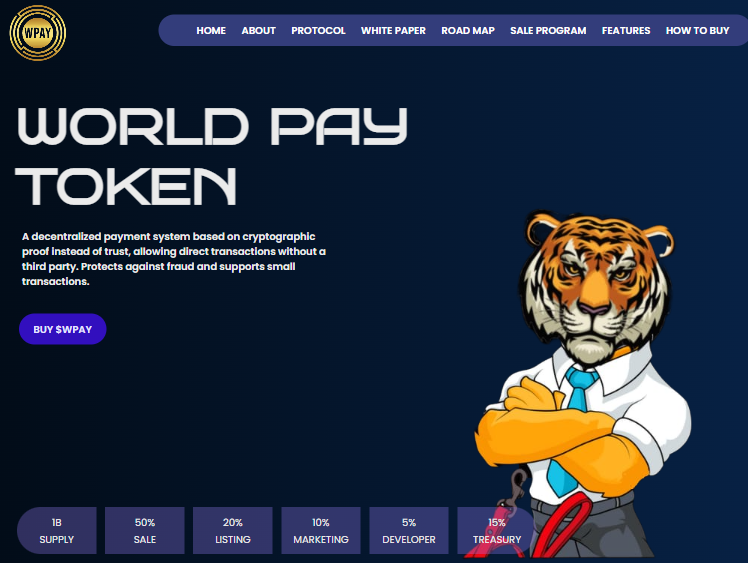 WPAY
HOME ABOUT PROTOCOL WHITE PAPER ROAD MAP SALE PROGRAM FEATURES HOW TO BUY
WORLD PAY
TOKEN
A decentralized payment system based on cryptographic
proof instead of trust, allowing direct transactions without a
third party. Protects against fraud and supports small
transactions.
BUY $WPAY
1B 50% 20% 10% 5% 15%
SUPPLY SALE LISTING MARKETING DEVELOPER TREASURY